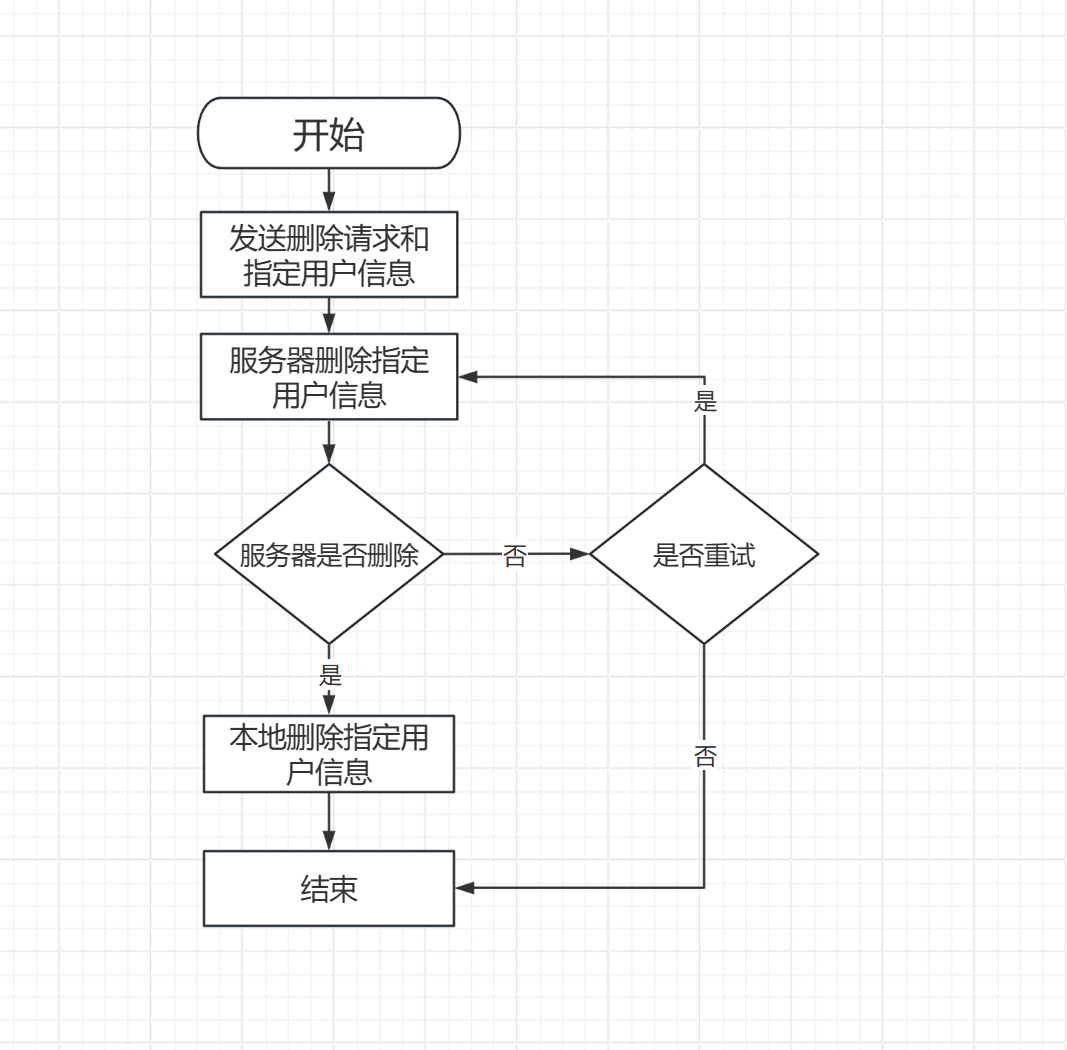 开始
发送删除请求和
指定用户信息
服务器删除指定
用户信息
是
服务器是否删除
否
是否重试
是
本地删除指定用
户信息
否
结束